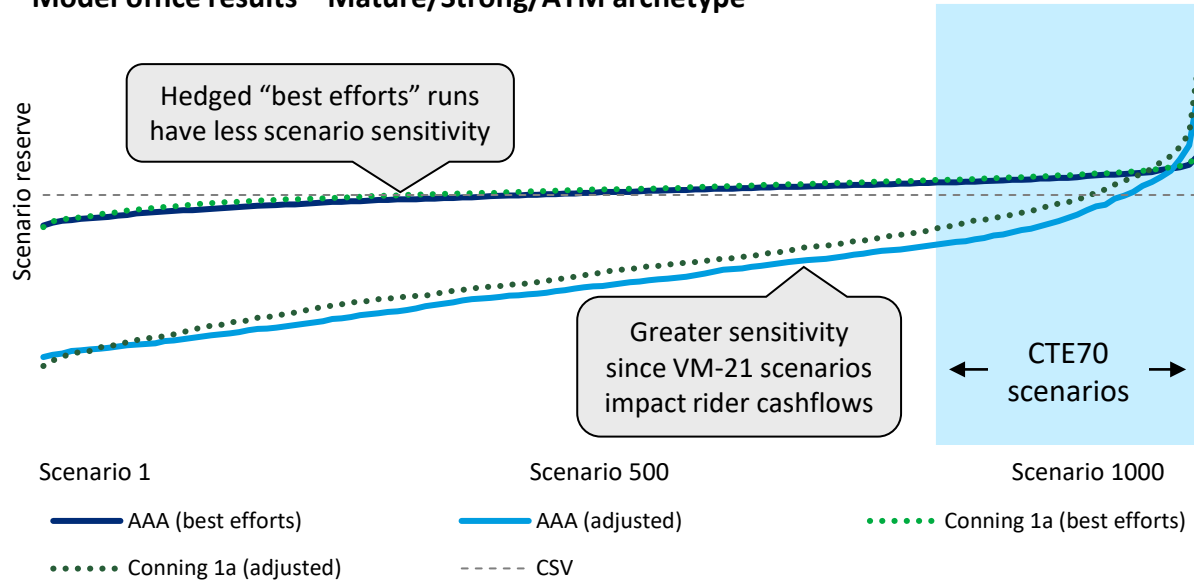 Model office results – Mature/Strong/ATM archetype
Hedged “best efforts” runs
have less scenario sensitivity
Scenario reserve
Greater sensitivity
since VM-21 scenarios
impact rider cashflows
CTE70
scenarios
Scenario 1
Scenario 500
Scenario 1000
AAA (best efforts)
AAA (adjusted)
Conning 1a (best efforts)
Conning 1a (adjusted)
CSV